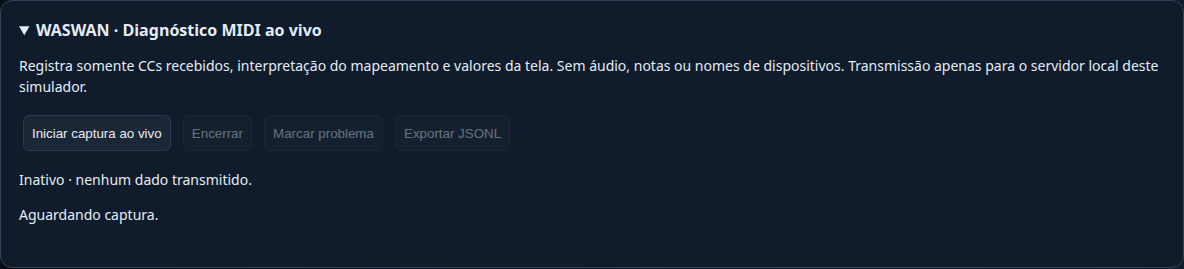 ▼ WASWAN · Diagnóstico MIDI ao vivo
Registra somente CCs recebidos, interpretação do mapeamento e valores da tela. Sem áudio, notas ou nomes de dispositivos. Transmissão apenas para o servidor local deste
simulador.
Iniciar captura ao vivo Encerrar Marcar problema Exportar JSONL
Inativo · nenhum dado transmitido.
Aguardando captura.